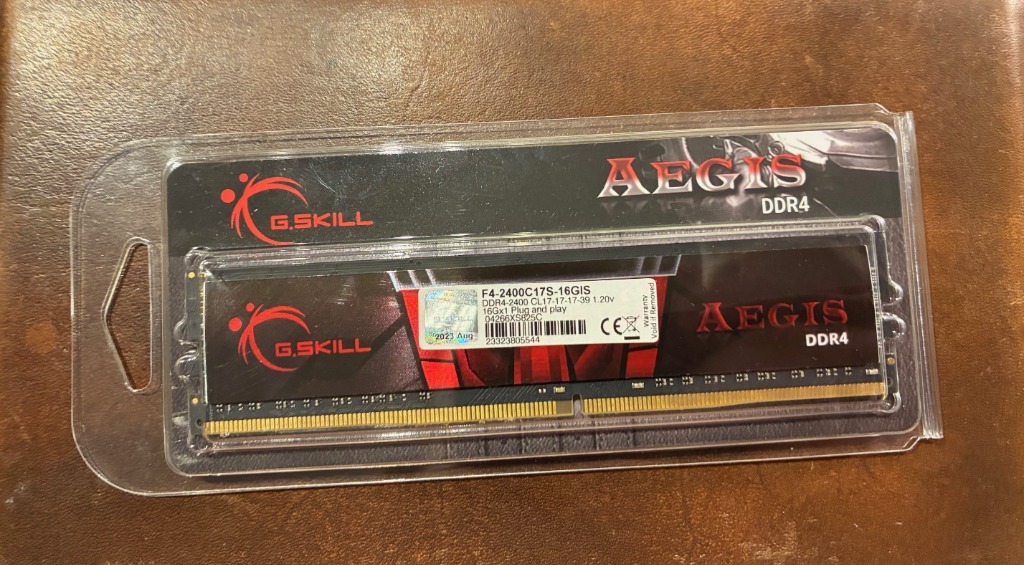 G.SKILL
AEGIS
DDR4
G.SKILL
2023 Aug
F4-2400C17S-16GIS
DDR4-2400 CL17-17-17-39 1.20v
16Gx1 Plug and play
04266XS825C
23323805544
CE
Warranty
Void if Removed
AEGIS
DDR4